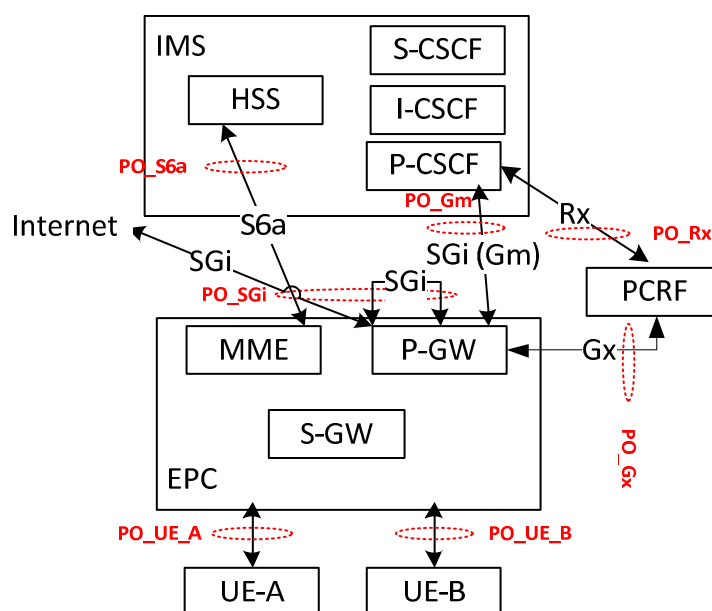 IMS
S-CSCF
HSS
I-CSCF
P-CSCF
PO_S6a
PO_Gm
Internet
S6a
Rx
PO_Rx
SGi
SGi (Gm)
PO_SGi
SGi
PCRF
MME
P-GW
Gx
S-GW
PO_Gx
EPC
PO_UE_A
PO_UE_B
UE-A
UE-B